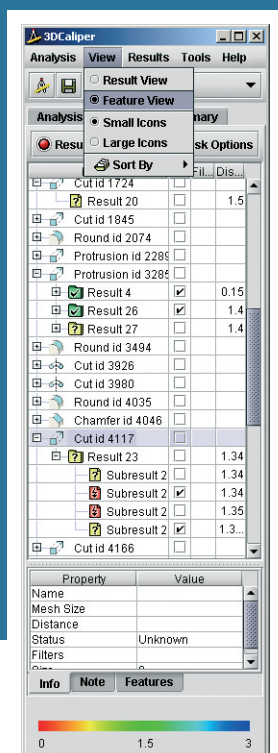 3DCaliper
Analysis View Results Tools Help
Result View
Feature View
Small Icons
Large Icons
Sort By
Analysis
mary
Resu
sk Options
Fil... Dis...
Cut id 1724
Result 20 1.5
Cut id 1845
Round id 2074
Protrusion id 2289
Protrusion id 3285
Result 4 0.15
Result 26 1.4
Result 27 1.4
Round id 3494
Cut id 3926
Cut id 3980
Round id 4035
Chamfer id 4046
Cut id 4117
Result 23 1.34
Subresult 2 1.34
Subresult 2 1.34
Subresult 2 1.35
Subresult 2 1.3...
Cut id 4166
Property Value
Name
Mesh Size
Distance
Status Unknown
Filters
Info Note Features
0 1.5 3